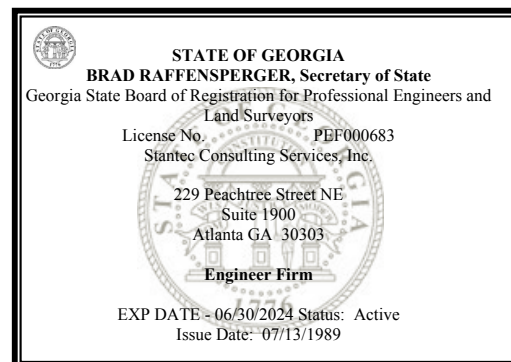 STATE OF GEORGIA
BRAD RAFFENSPERGER, Secretary of State
Georgia State Board of Registration for Professional Engineers and
Land Surveyors
License No. PEF000683
Stantec Consulting Services, Inc.
229 Peachtree Street NE
Suite 1900
Atlanta GA 30303
Engineer Firm
1776
EXP DATE - 06/30/2024 Status: Active
Issue Date: 07/13/1989